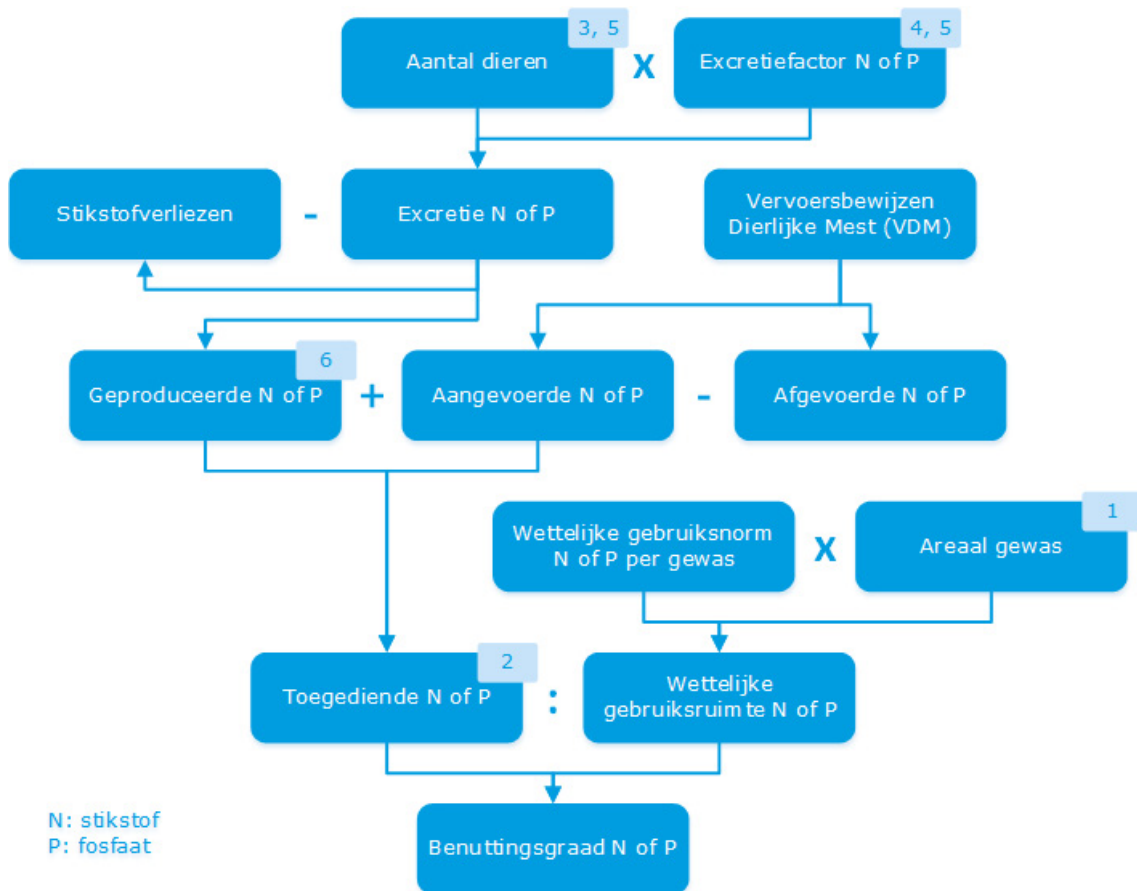 3, 5
Aantal dieren
X
4, 5
Excretiefactor N of P
Stikstofverliezen
-
Excretie N of P
Vervoersbewijzen
Dierlijke Mest (VDM)
6
Geproduceerde N of P
+
Aangevoerde N of P
-
Afgevoerde N of P
Wettelijke gebruiksnorm
N of P per gewas
X
1
Areaal gewas
2
Toegediende N of P
:
Wettelijke
gebruiksruimte N of P
Benuttingsgraad N of P
N: stikstof
P: fosfaat